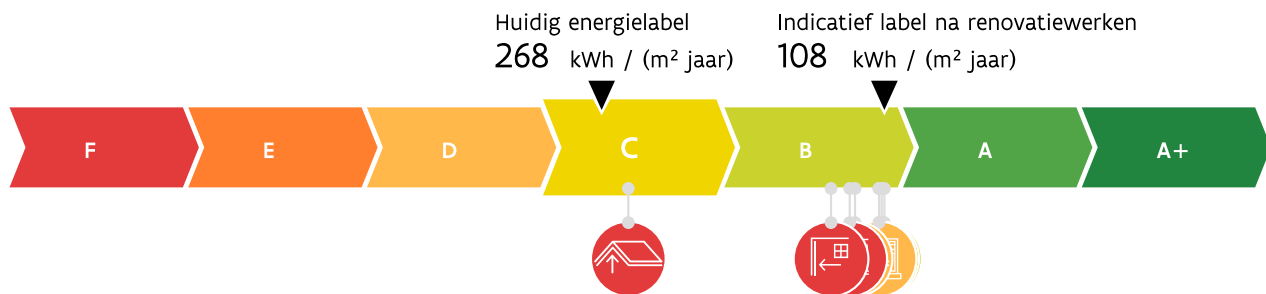 Huidig energielabel
268 kWh / (m² jaar)
Indicatief label na renovatiewerken
108 kWh / (m² jaar)
F E D C B A A+